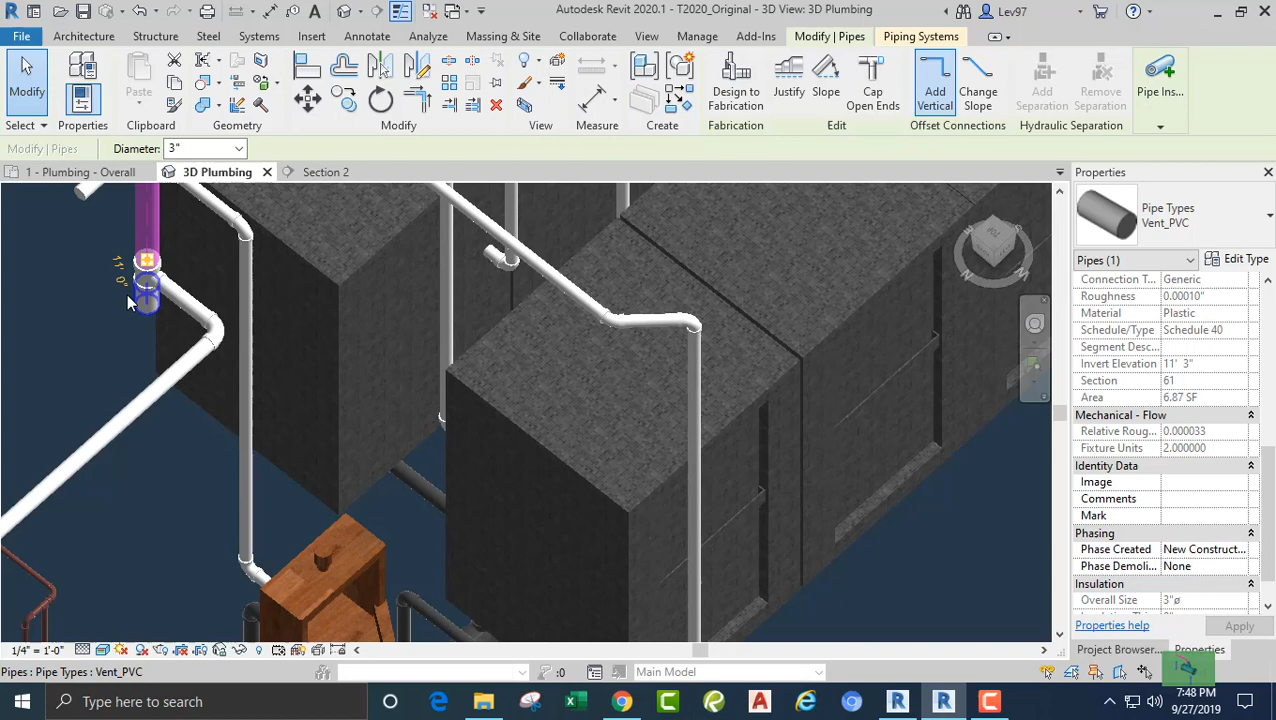 Autodesk Revit 2020.1 - T2020_Original - 3D View: 3D Plumbing
Lev97
File Architecture Structure Steel Systems Insert Annotate Analyze Massing & Site Collaborate View Manage Add-Ins Modify | Pipes Piping Systems
Modify Paste Design to Fabrication Justify Slope Cap Open Ends Add Vertical Change Slope Add Separation Remove Separation Pipe Ins...
Select Properties Clipboard Geometry Modify View Measure Create Fabrication Edit Offset Connections Hydraulic Separation
Modify | Pipes Diameter: 3"
1 - Plumbing - Overall 3D Plumbing Section 2
Properties
Pipe Types
Vent_PVC
Pipes (1) Edit Type
Connection T... Generic
Roughness 0.00010"
Material Plastic
Schedule/Type Schedule 40
Segment Desc...
Invert Elevation 11' 3"
Section 61
Area 6.87 SF
Mechanical - Flow
Relative Roug... 0.000033
Fixture Units 2.000000
Identity Data
Image
Comments
Mark
Phasing
Phase Created New Construct...
Phase Demoli... None
Insulation
Overall Size 3"ø
Properties help Apply
Project Browser... Properties
11' 0"
1/4" = 1'-0"
Pipes : Pipe Types : Vent_PVC
:0 Main Model
Type here to search
7:48 PM
9/27/2019